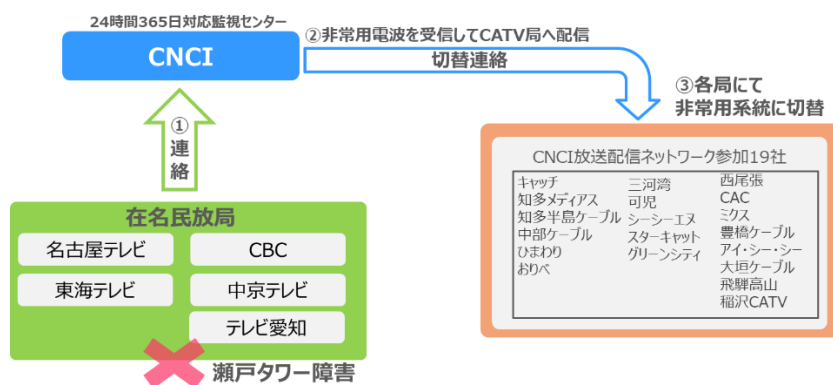 24時間365日対応監視センター
CNCI
②非常用電波を受信してCATV局へ配信
切替連絡
③各局にて
非常用系統に切替
①
連
絡
在名民放局
名古屋テレビ
CBC
東海テレビ
中京テレビ
テレビ愛知
瀬戸タワー障害
CNCI放送配信ネットワーク参加19社
キャッチ
知多メディアス
知多半島ケーブル
中部ケーブル
ひまわり
おりべ
三河湾
可児
シーシーエヌ
スターキャット
グリーンシティ
西尾張
CAC
ミクス
豊橋ケーブル
アイ・シー・シー
大垣ケーブル
飛騨高山
稲沢CATV